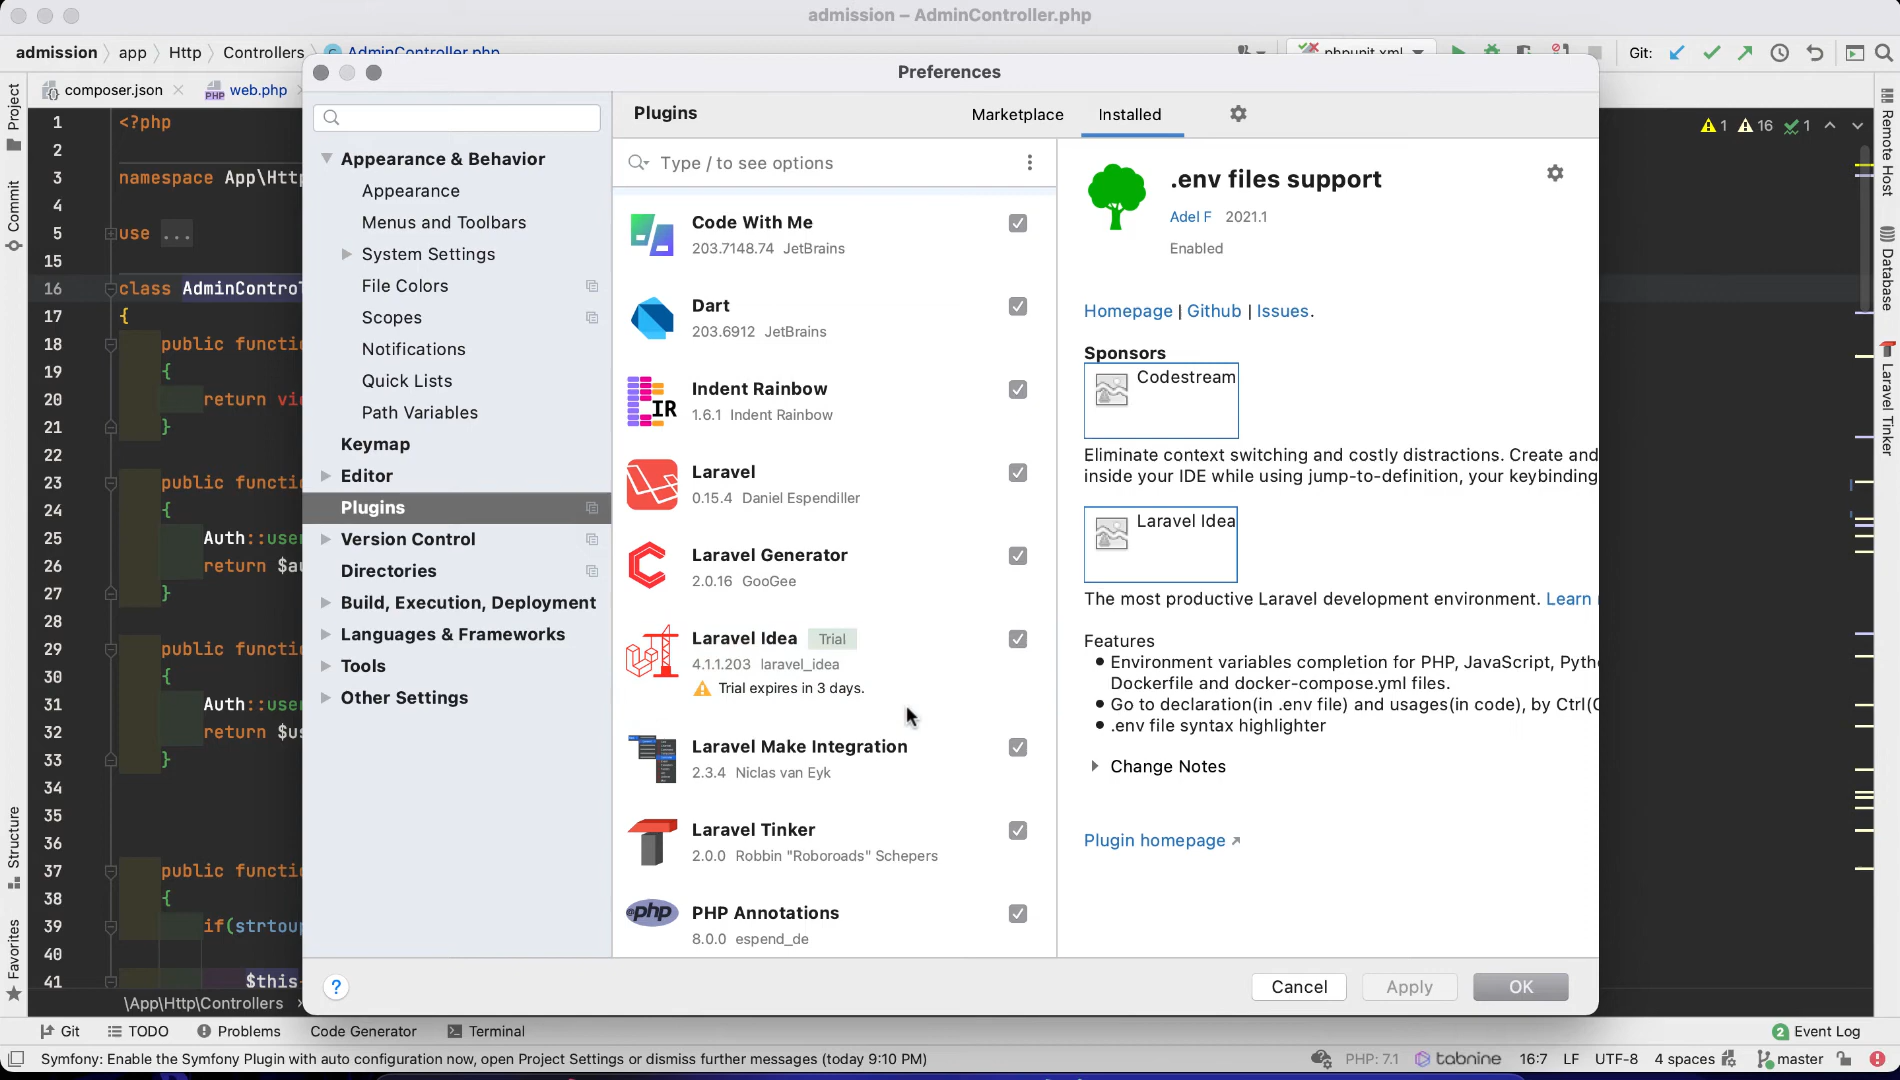 admission – AdminController.php
admission
app
Http
Controllers
AdminController.php
phpunit.xml
Git:
composer.json
web.php
Preferences
Plugins
Marketplace
Installed
Type / to see options
Appearance & Behavior
Appearance
Menus and Toolbars
System Settings
File Colors
Scopes
Notifications
Quick Lists
Path Variables
Keymap
Editor
Plugins
Version Control
Directories
Build, Execution, Deployment
Languages & Frameworks
Tools
Other Settings
Code With Me
203.7148.74 JetBrains
Dart
203.6912 JetBrains
IR
Indent Rainbow
1.6.1 Indent Rainbow
Laravel
0.15.4 Daniel Espendiller
Laravel Generator
2.0.16 GooGee
Laravel Idea Trial
4.1.1.203 laravel_idea
Trial expires in 3 days.
Laravel Make Integration
2.3.4 Niclas van Eyk
Laravel Tinker
2.0.0 Robbin "Roboroads" Schepers
@php
PHP Annotations
8.0.0 espend_de
.env files support
Adel F 2021.1
Enabled
Homepage | Github | Issues.
Sponsors
Codestream
Eliminate context switching and costly distractions. Create and
inside your IDE while using jump-to-definition, your keybinding
Laravel Idea
The most productive Laravel development environment. Learn
Features
Environment variables completion for PHP, JavaScript, Pyth
Dockerfile and docker-compose.yml files.
Go to declaration(in .env file) and usages(in code), by Ctrl(C
.env file syntax highlighter
Change Notes
Plugin homepage
?
Cancel
Apply
OK
1 <?php
2
3 namespace App\Http
4
5 use ...
15
16 class AdminControl
17 {
18 public functio
19 {
20 return vie
21 }
22
23 public functio
24 {
25 Auth::user
26 return $au
27 }
28
29 public functio
30 {
31 Auth::user
32 return $us
33 }
34
35
36
37 public functio
38 {
39 if(strtoup
40
41 $this-
\App\Http\Controllers
1 16 1
Project
Commit
Structure
Favorites
Remote Host
Database
Laravel Tinker
Git
TODO
Problems
Code Generator
Terminal
2 Event Log
Symfony: Enable the Symfony Plugin with auto configuration now, open Project Settings or dismiss further messages (today 9:10 PM)
PHP: 7.1
tabnine
16:7
LF
UTF-8
4 spaces
master